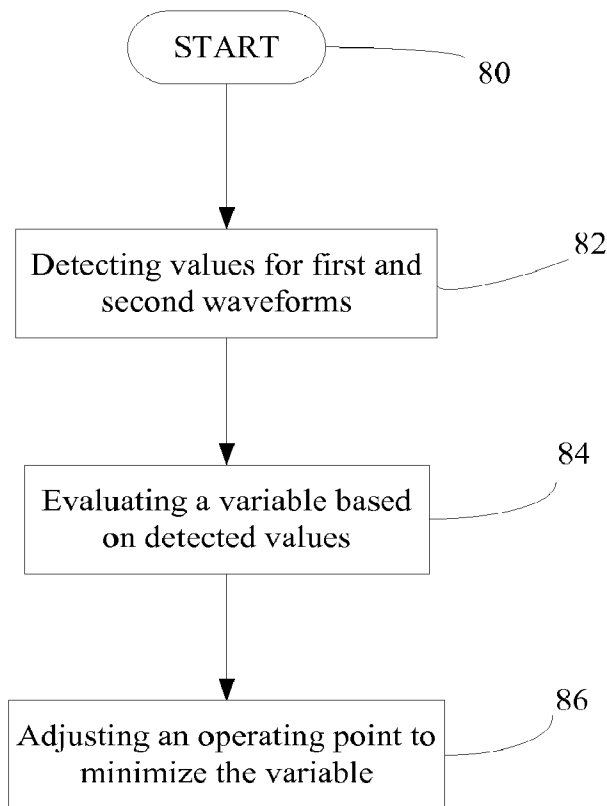 START
80
Detecting values for first and
second waveforms
82
Evaluating a variable based
on detected values
84
Adjusting an operating point to
minimize the variable
86